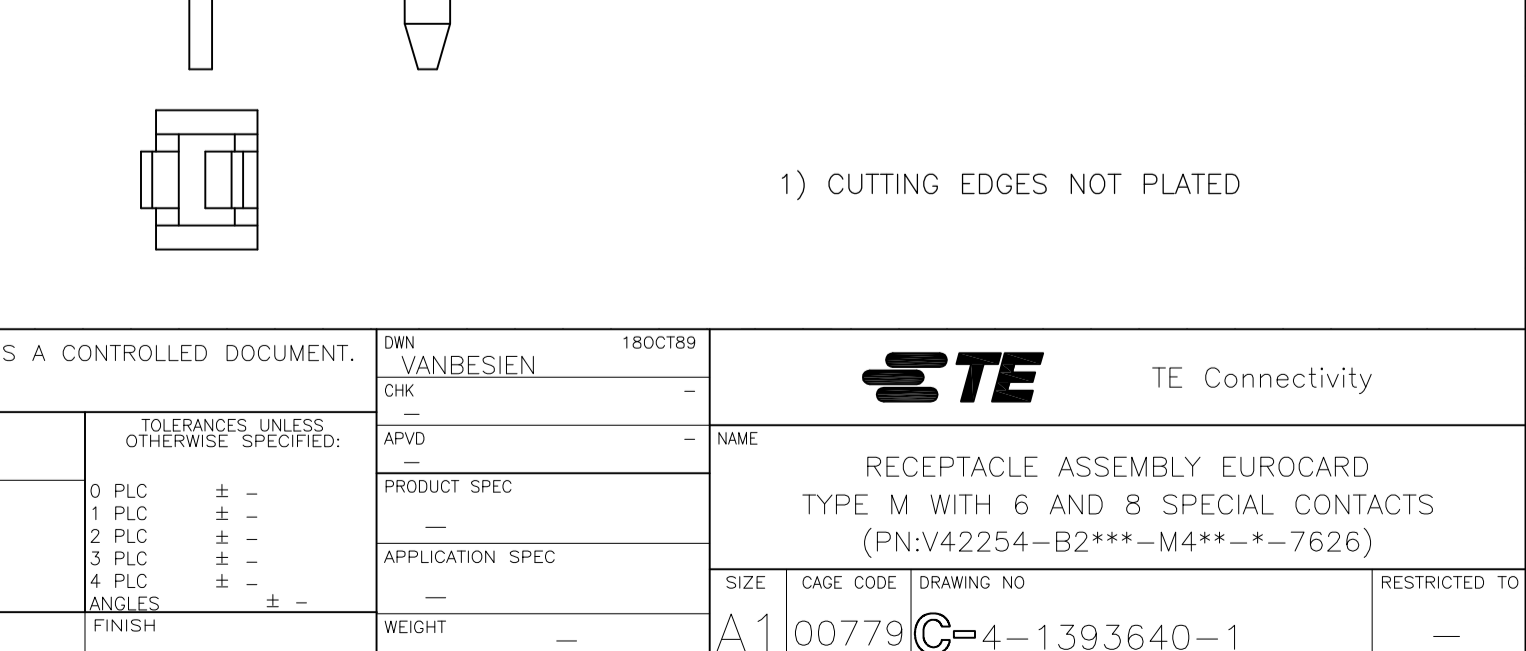 1) CUTTING EDGES NOT PLATED
S A CONTROLLED DOCUMENT.
DWN 18OCT89
VANBESIEN
CHK –
—
APVD –
—
TE TE Connectivity
TOLERANCES UNLESS
OTHERWISE SPECIFIED:
0 PLC ± –
1 PLC ± –
2 PLC ± –
3 PLC ± –
4 PLC ± –
ANGLES ± –
FINISH
PRODUCT SPEC
—
APPLICATION SPEC
—
WEIGHT —
NAME
RECEPTACLE ASSEMBLY EUROCARD
TYPE M WITH 6 AND 8 SPECIAL CONTACTS
(PN:V42254–B2***–M4**–*–7626)
SIZE CAGE CODE DRAWING NO RESTRICTED TO
A1 00779 C-4–1393640–1 —